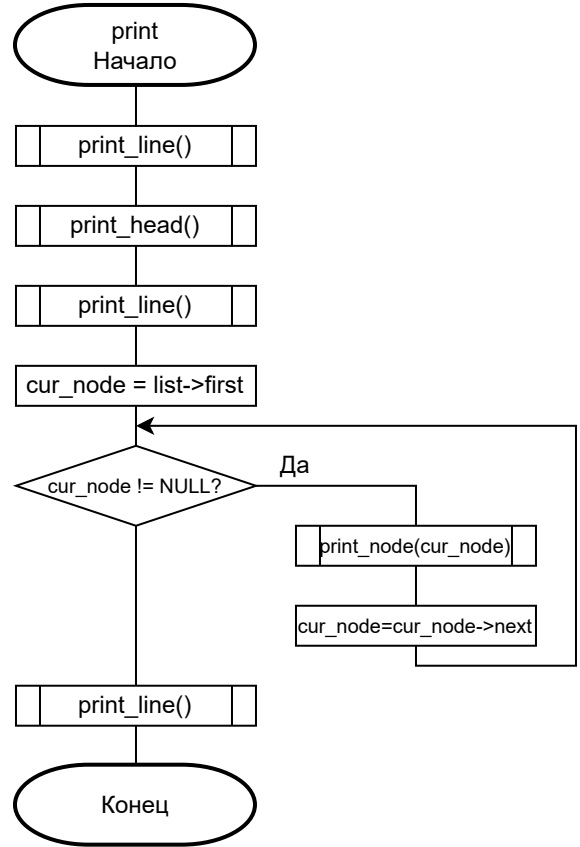 print
Начало
print_line()
print_head()
print_line()
cur_node = list->first
cur_node != NULL?
Да
print_node(cur_node)
cur_node=cur_node->next
print_line()
Конец